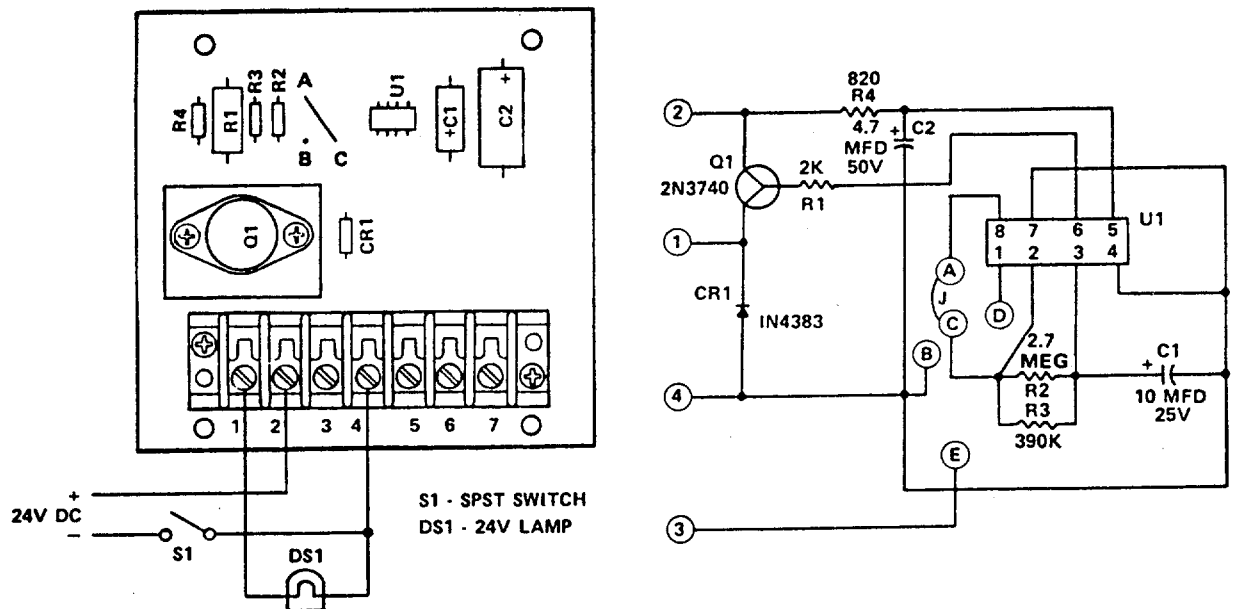 R4
R1
R3
R2
A
B
C
U1
+C1
+
C2
Q1
CR1
1 2 3 4 5 6 7
+
24V DC
−
S1
DS1
S1 - SPST SWITCH
DS1 - 24V LAMP
2
820
R4
4.7
MFD
50V
+
C2
Q1
2N3740
2K
R1
1
CR1
IN4383
4
B
8 7 6 5
1 2 3 4
U1
A
J
C
D
2.7
MEG
R2
R3
390K
+
C1
10 MFD
25V
E
3